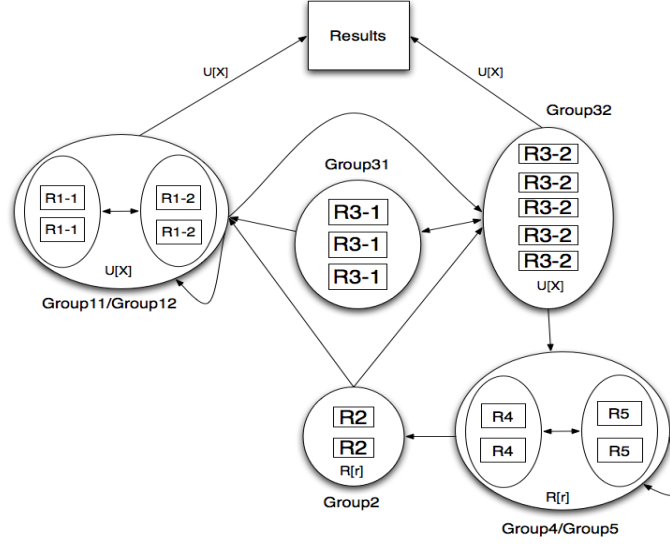 Results
U[X]
U[X]
Group32
Group31
R3-2
R3-2
R3-2
R3-2
R3-2
U[X]
R1-1
R1-1
R1-2
R1-2
U[X]
Group11/Group12
R3-1
R3-1
R3-1
R2
R2
R[r]
Group2
R4
R4
R5
R5
R[r]
Group4/Group5